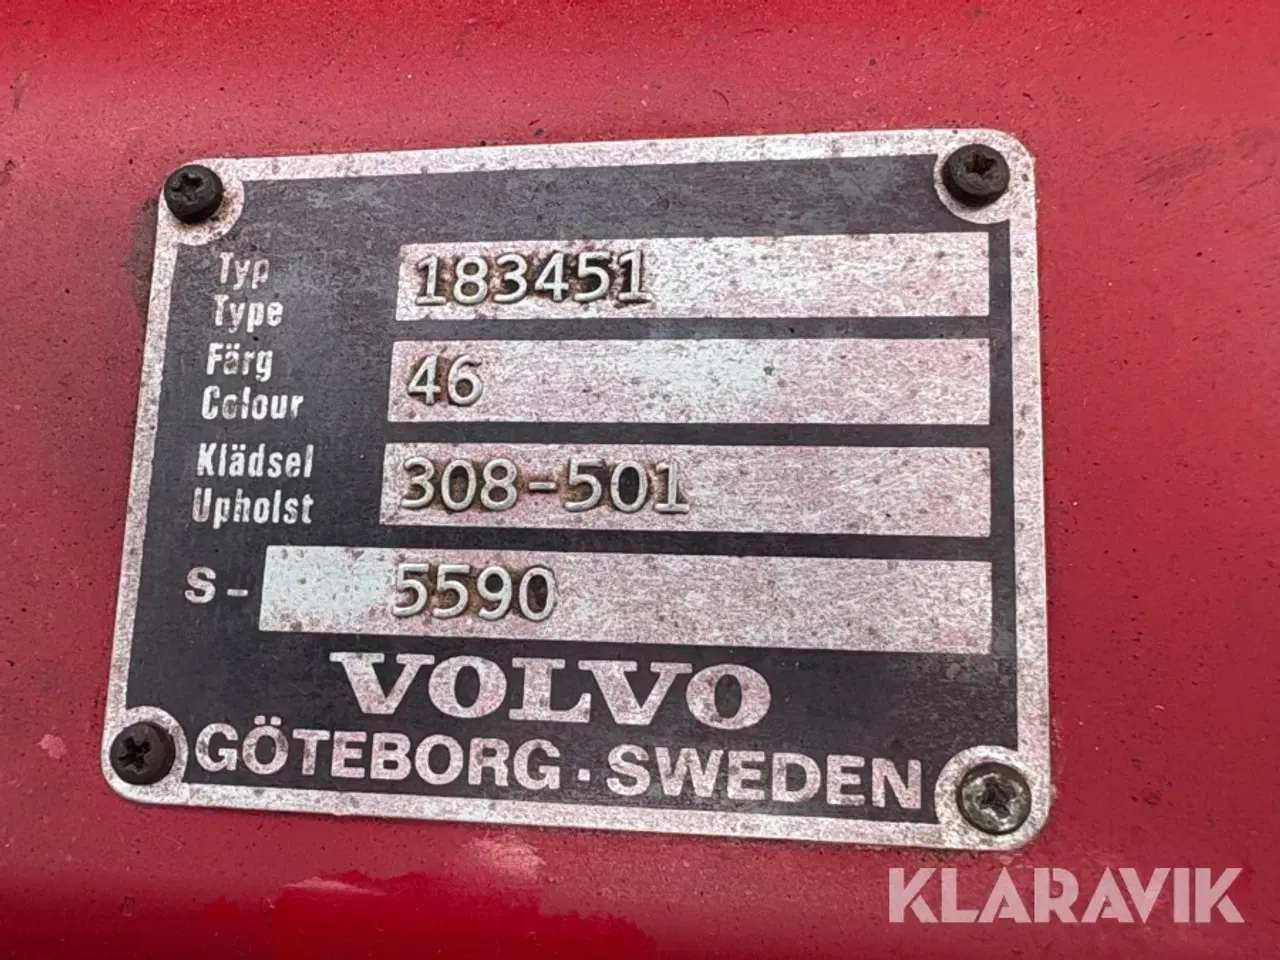 Typ
Type
183451
Färg
Colour
46
Klädsel
Upholst
308-501
S- 5590
VOLVO
GÖTEBORG · SWEDEN
KLARAVIK